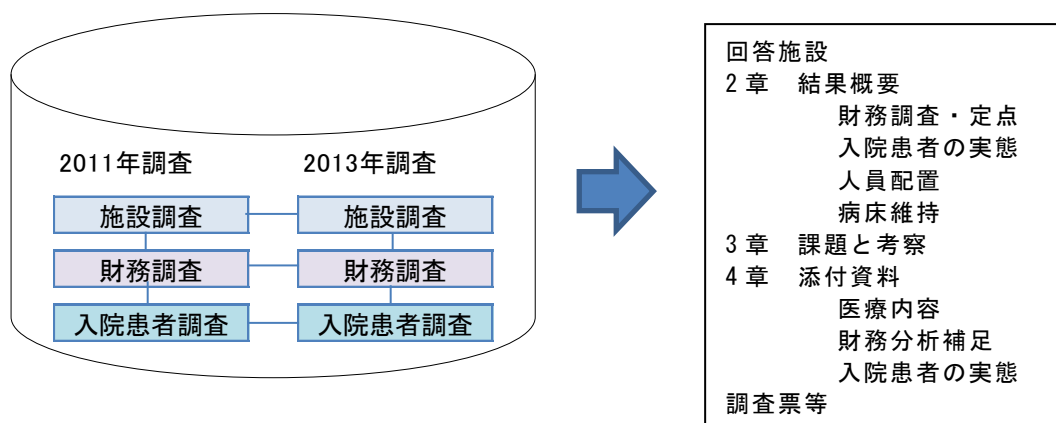 2011年調査
2013年調査
施設調査
施設調査
財務調査
財務調査
入院患者調査
入院患者調査
回答施設
2章　結果概要
財務調査・定点
入院患者の実態
人員配置
病床維持
3章　課題と考察
4章　添付資料
医療内容
財務分析補足
入院患者の実態
調査票等